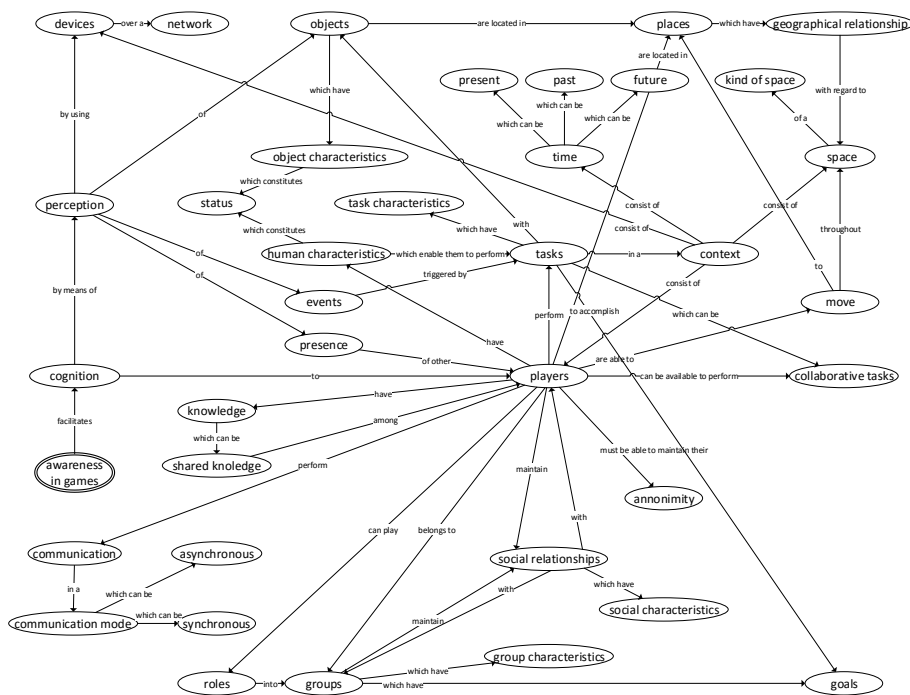 devices
over a
network
objects
are located in
places
which have
geographical relationship
are located in
present
past
future
kind of space
which have
which can be
which can be
which can be
with regard to
by using
of
of a
object characteristics
time
space
which constitutes
status
task characteristics
perception
consist of
consist of
which constitutes
which have
with
consist of
throughout
human characteristics
which enable them to perform
tasks
in a
context
of
of
triggered by
to
consist of
by means of
events
which can be
move
perform
to accomplish
presence
have
of other
are able to
cognition
to
players
can be available to perform
collaborative tasks
have
knowledge
facilitates
among
which can be
must be able to maintain their
shared knoledge
perform
maintain
awareness
in games
annonimity
with
can play
belongs to
communication
asynchronous
social relationships
in a
which can be
with
which have
communication mode
which can be
synchronous
maintain
social characteristics
group characteristics
which have
roles
into
groups
which have
goals